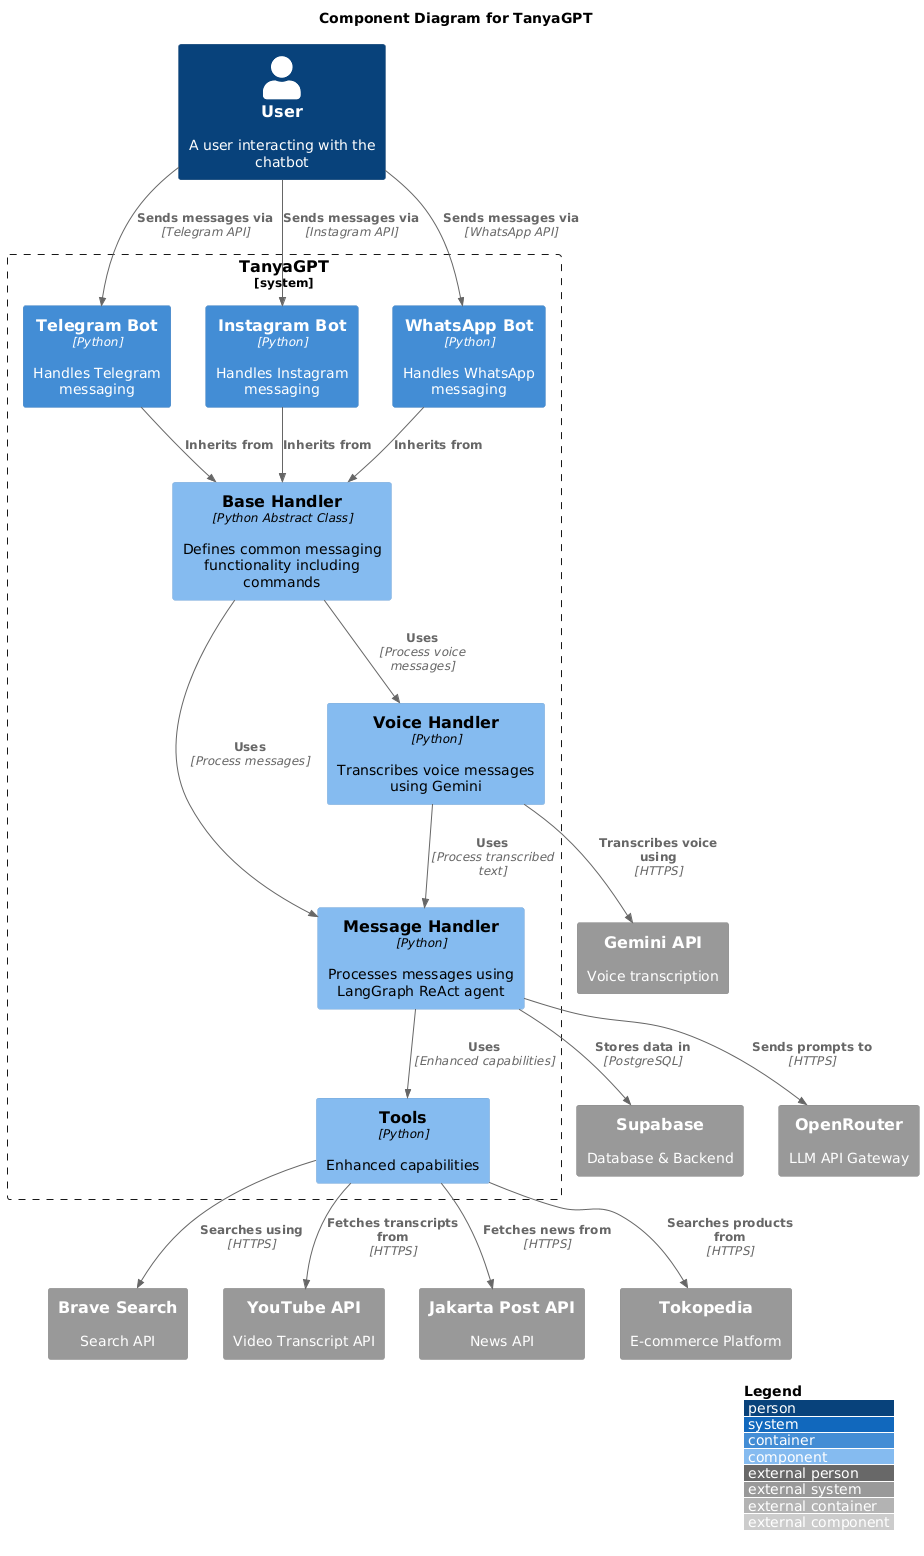 Component Diagram for TanyaGPT
User
A user interacting with the
chatbot
Sends messages via
[Telegram API]
Sends messages via
[Instagram API]
Sends messages via
[WhatsApp API]
TanyaGPT
[system]
Telegram Bot
[Python]
Handles Telegram
messaging
Instagram Bot
[Python]
Handles Instagram
messaging
WhatsApp Bot
[Python]
Handles WhatsApp
messaging
Inherits from
Inherits from
Inherits from
Base Handler
[Python Abstract Class]
Defines common messaging
functionality including
commands
Uses
[Process voice
messages]
Uses
[Process messages]
Voice Handler
[Python]
Transcribes voice messages
using Gemini
Uses
[Process transcribed
text]
Transcribes voice
using
[HTTPS]
Message Handler
[Python]
Processes messages using
LangGraph ReAct agent
Gemini API
Voice transcription
Uses
[Enhanced capabilities]
Stores data in
[PostgreSQL]
Sends prompts to
[HTTPS]
Tools
[Python]
Enhanced capabilities
Supabase
Database & Backend
OpenRouter
LLM API Gateway
Searches using
[HTTPS]
Fetches transcripts
from
[HTTPS]
Fetches news from
[HTTPS]
Searches products
from
[HTTPS]
Brave Search
Search API
YouTube API
Video Transcript API
Jakarta Post API
News API
Tokopedia
E-commerce Platform
Legend
person
system
container
component
external person
external system
external container
external component